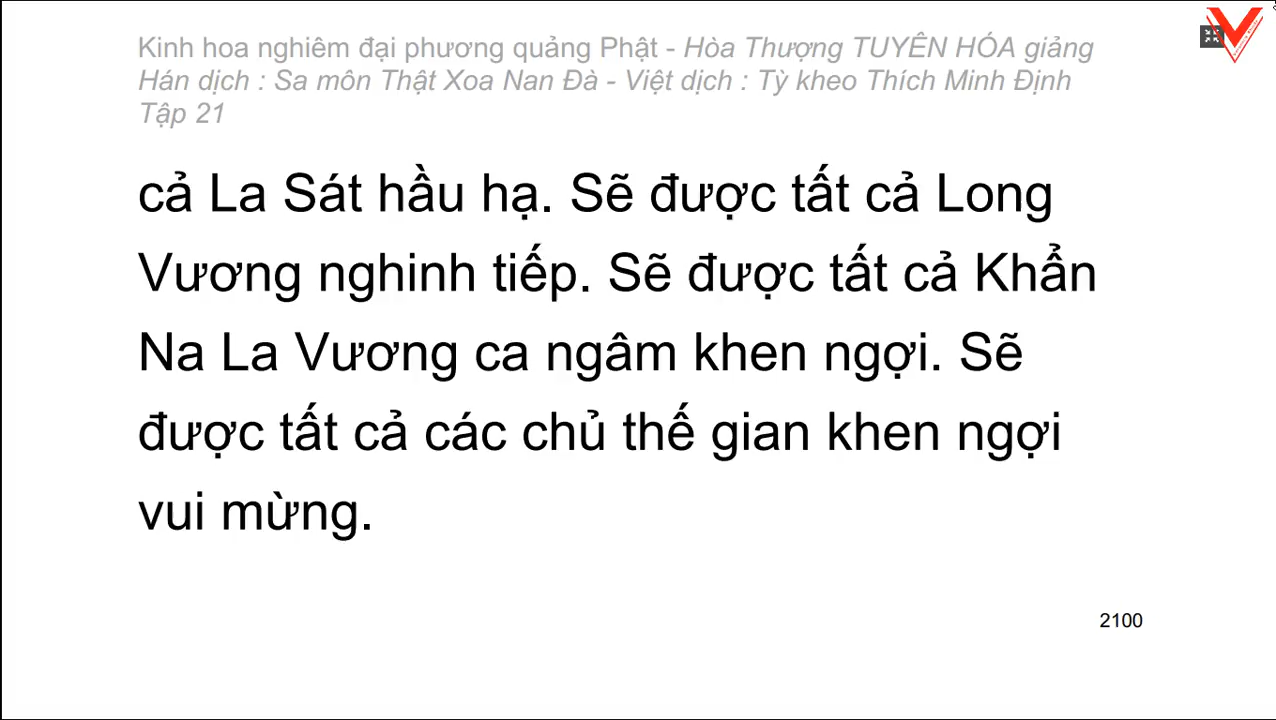 Kinh hoa nghiêm đại phương quảng Phật - Hòa Thượng TUYÊN HÓA giảng
Hán dịch : Sa môn Thật Xoa Nan Đà - Việt dịch : Tỳ kheo Thích Minh Định
Tập 21
cả La Sát hầu hạ. Sẽ được tất cả Long
Vương nghinh tiếp. Sẽ được tất cả Khẩn
Na La Vương ca ngâm khen ngợi. Sẽ
được tất cả các chủ thế gian khen ngợi
vui mừng.
2100